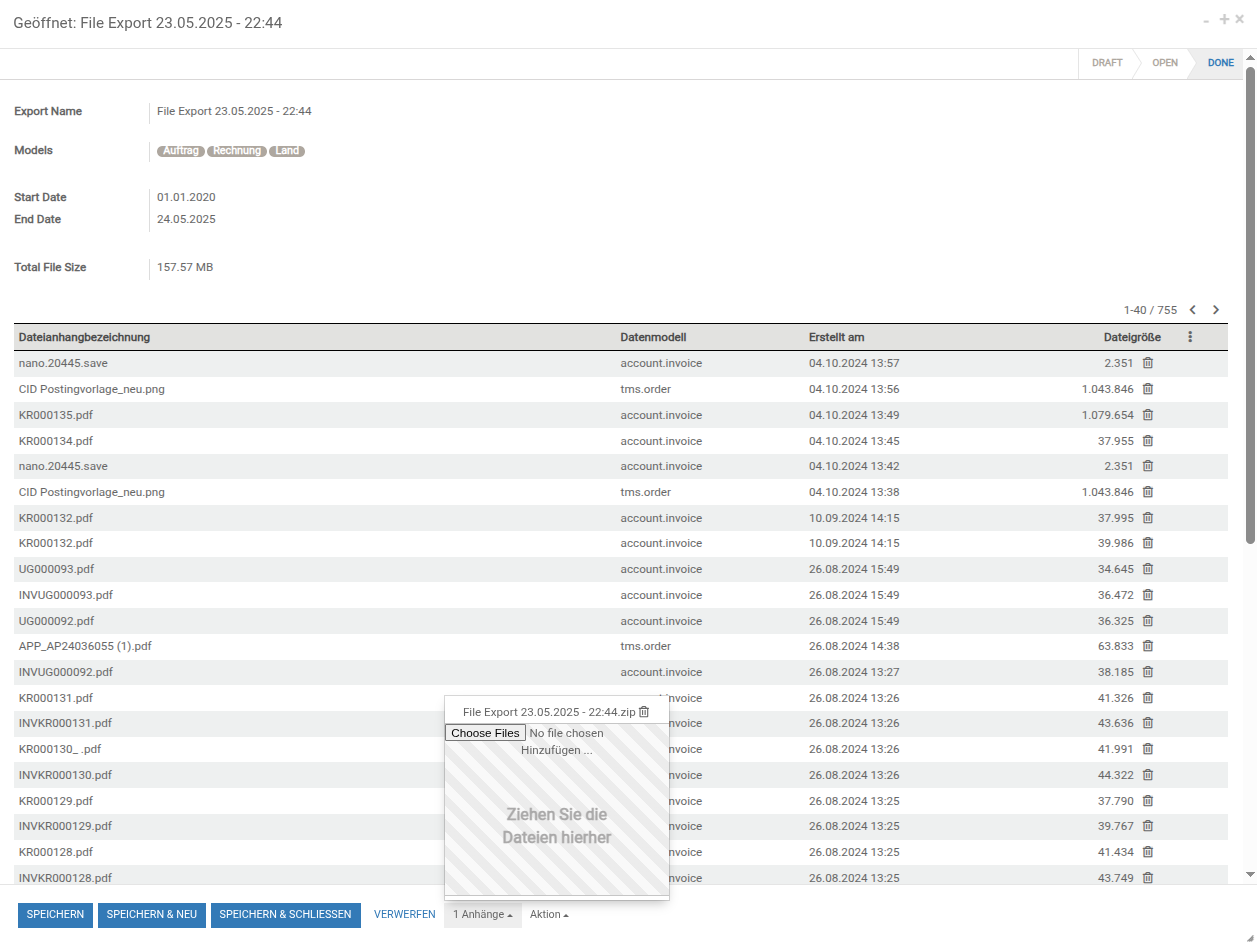 Geöffnet: File Export 23.05.2025 - 22:44
DRAFT OPEN DONE
Export Name File Export 23.05.2025 - 22:44
Models Auftrag Rechnung Land
Start Date 01.01.2020
End Date 24.05.2025
Total File Size 157.57 MB
1-40 / 755
Dateianhangbezeichnung Datenmodell Erstellt am Dateigröße
nano.20445.save account.invoice 04.10.2024 13:57 2.351
CID Postingvorlage_neu.png tms.order 04.10.2024 13:56 1.043.846
KR000135.pdf account.invoice 04.10.2024 13:49 1.079.654
KR000134.pdf account.invoice 04.10.2024 13:45 37.955
nano.20445.save account.invoice 04.10.2024 13:42 2.351
CID Postingvorlage_neu.png tms.order 04.10.2024 13:38 1.043.846
KR000132.pdf account.invoice 10.09.2024 14:15 37.995
KR000132.pdf account.invoice 10.09.2024 14:15 39.986
UG000093.pdf account.invoice 26.08.2024 15:49 34.645
INVUG000093.pdf account.invoice 26.08.2024 15:49 36.472
UG000092.pdf account.invoice 26.08.2024 15:49 36.325
APP_AP24036055 (1).pdf tms.order 26.08.2024 14:38 63.833
INVUG000092.pdf account.invoice 26.08.2024 13:27 38.185
KR000131.pdf nvoice 26.08.2024 13:26 41.326
INVKR000131.pdf nvoice 26.08.2024 13:26 43.636
KR000130_ .pdf nvoice 26.08.2024 13:26 41.991
INVKR000130.pdf nvoice 26.08.2024 13:26 44.322
KR000129.pdf nvoice 26.08.2024 13:25 37.790
INVKR000129.pdf nvoice 26.08.2024 13:25 39.767
KR000128.pdf nvoice 26.08.2024 13:25 41.434
INVKR000128.pdf nvoice 26.08.2024 13:25 43.749
File Export 23.05.2025 - 22:44.zip
Choose Files No file chosen
Hinzufügen ...
Ziehen Sie die
Dateien hierher
SPEICHERN SPEICHERN & NEU SPEICHERN & SCHLIESSEN VERWERFEN 1 Anhänge Aktion